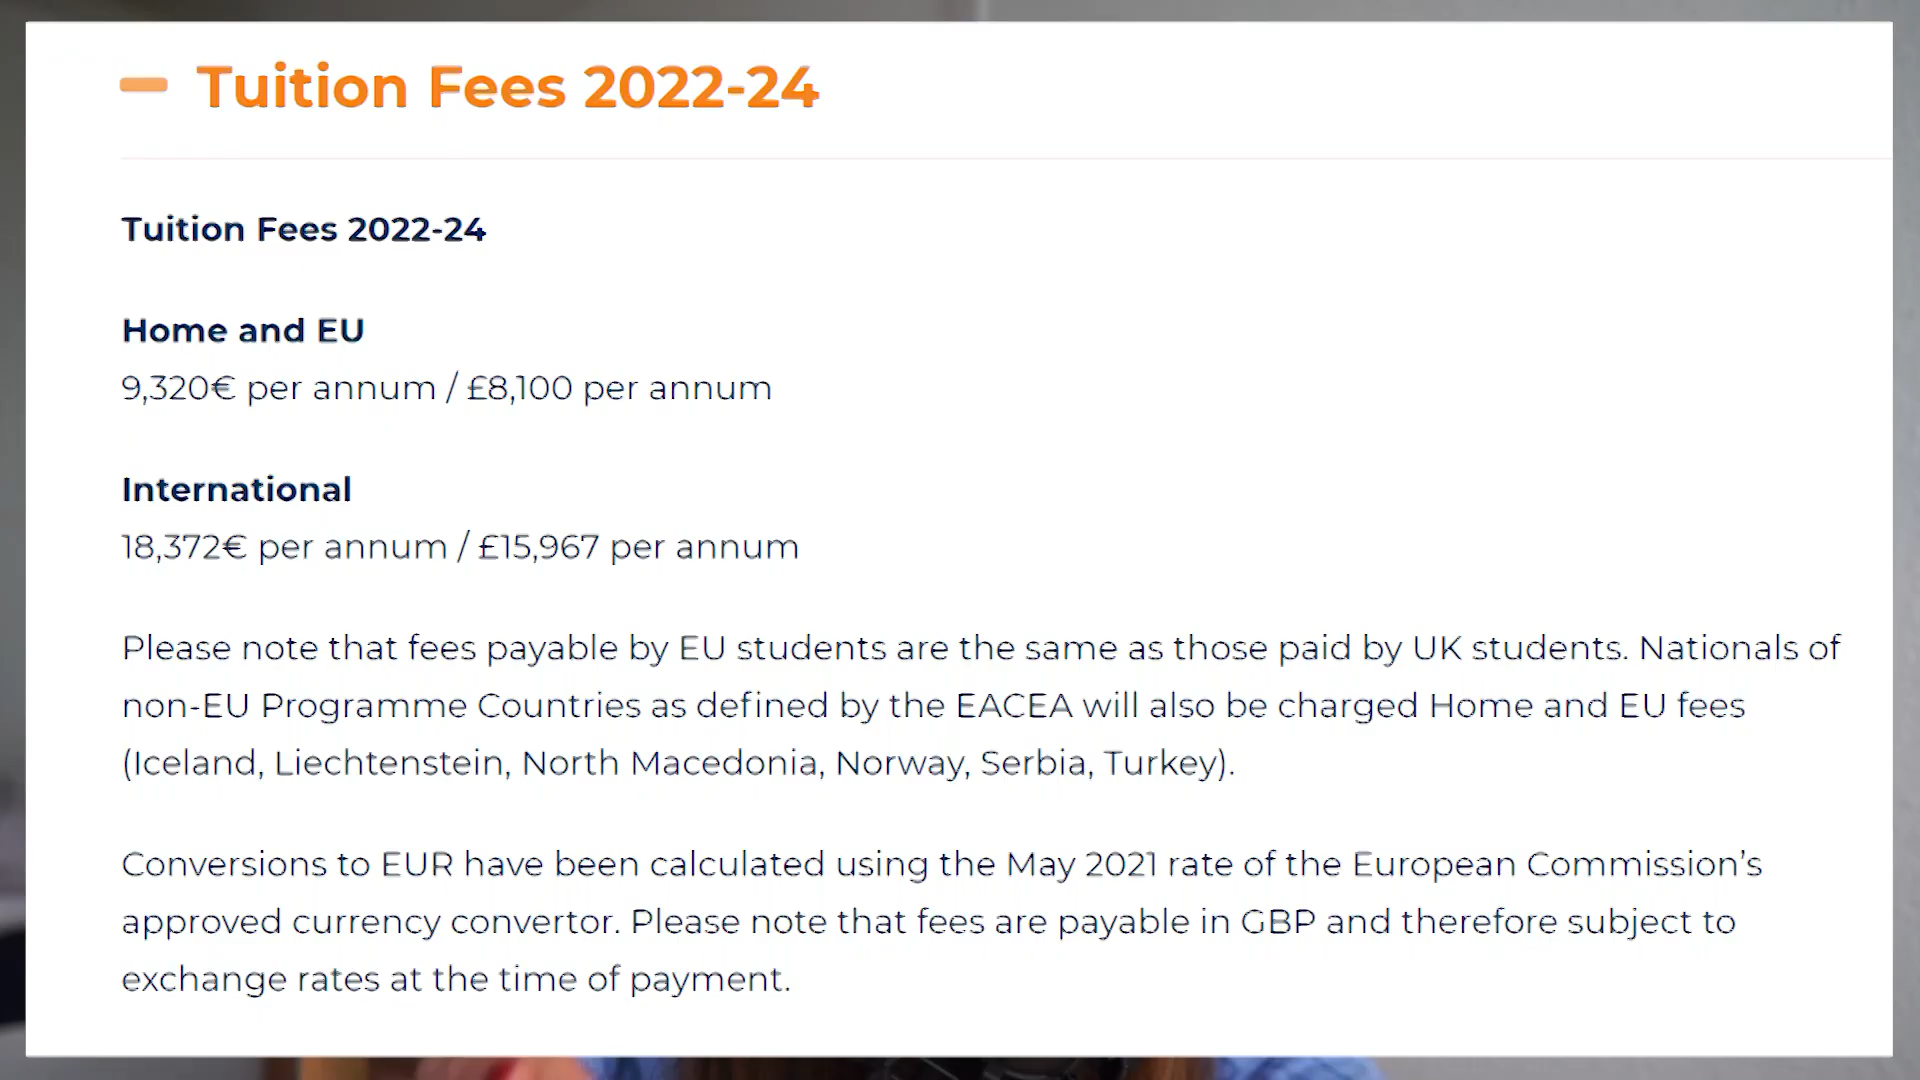 Tuition Fees 2022-24
Tuition Fees 2022-24
Home and EU
9,320€ per annum / £8,100 per annum
International
18,372€ per annum / £15,967 per annum
Please note that fees payable by EU students are the same as those paid by UK students. Nationals of
non-EU Programme Countries as defined by the EACEA will also be charged Home and EU fees
(Iceland, Liechtenstein, North Macedonia, Norway, Serbia, Turkey).
Conversions to EUR have been calculated using the May 2021 rate of the European Commission’s
approved currency convertor. Please note that fees are payable in GBP and therefore subject to
exchange rates at the time of payment.